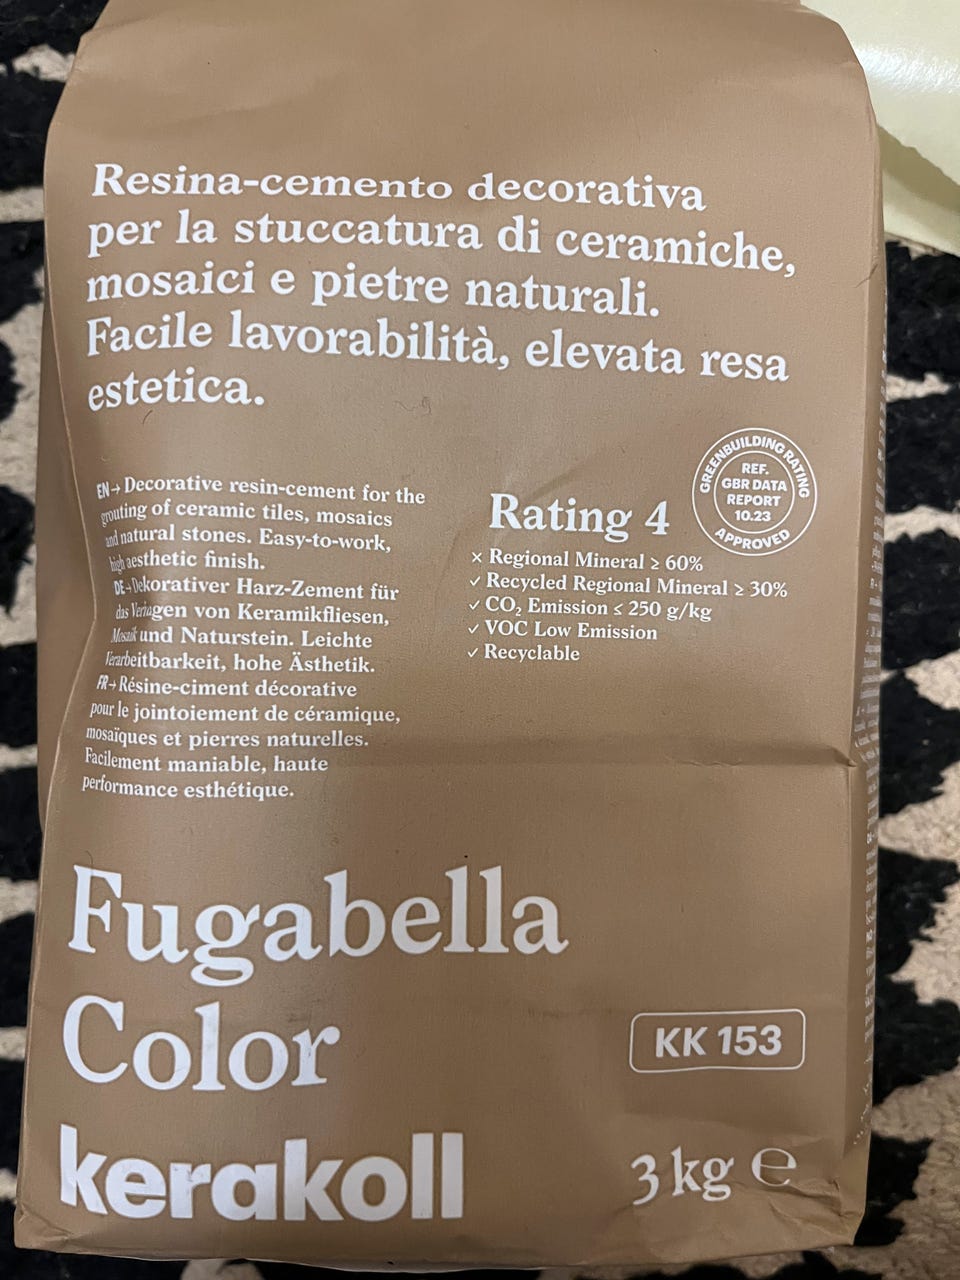 Resina-cemento decorativa
per la stuccatura di ceramiche,
mosaici e pietre naturali.
Facile lavorabilità, elevata resa
estetica.
EN→Decorative resin-cement for the
grouting of ceramic tiles, mosaics
and natural stones. Easy-to-work,
high aesthetic finish.
DE→Dekorativer Harz-Zement für
das Verfugen von Keramikfliesen,
Mosaik und Naturstein. Leichte
Verarbeitbarkeit, hohe Ästhetik.
FR→Résine-ciment décorative
pour le jointoiement de céramique,
mosaïques et pierres naturelles.
Facilement maniable, haute
performance esthétique.
Rating 4
× Regional Mineral ≥ 60%
✓ Recycled Regional Mineral ≥ 30%
✓ CO₂ Emission ≤ 250 g/kg
✓ VOC Low Emission
✓ Recyclable
GREENBUILDING RATING
REF.
GBR DATA
REPORT
10.23
APPROVED
Fugabella
Color
KK 153
kerakoll
3 kg ℮